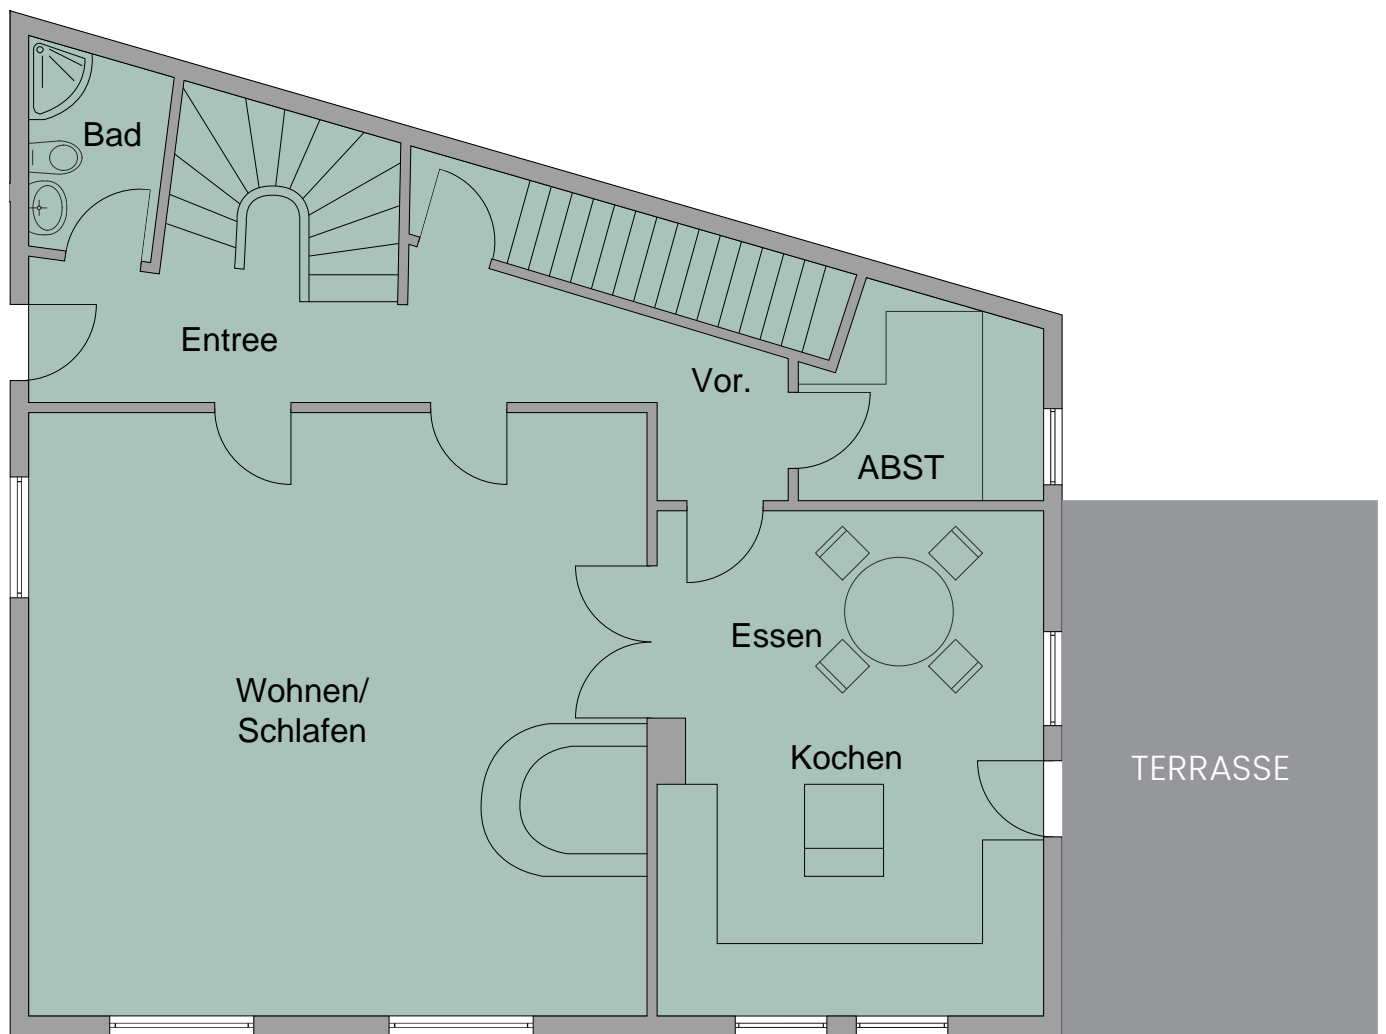 Bad
Entree
Vor.
ABST
Essen
Wohnen/
Schlafen
Kochen
TERRASSE